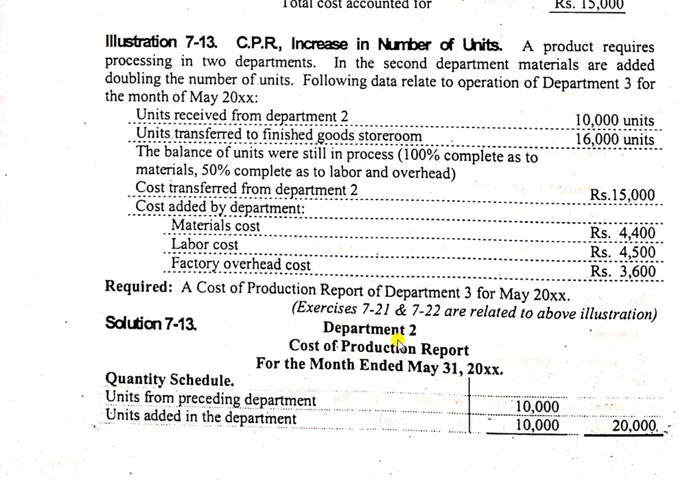 Total cost accounted for Rs. 15,000
Illustration 7-13. C.P.R., Increase in Number of Units. A product requires
processing in two departments. In the second department materials are added
doubling the number of units. Following data relate to operation of Department 3 for
the month of May 20xx:
Units received from department 2 10,000 units
Units transferred to finished goods storeroom 16,000 units
The balance of units were still in process (100% complete as to
materials, 50% complete as to labor and overhead)
Cost transferred from department 2 Rs.15,000
Cost added by department:
Materials cost Rs. 4,400
Labor cost Rs. 4,500
Factory overhead cost Rs. 3,600
Required: A Cost of Production Report of Department 3 for May 20xx.
(Exercises 7-21 & 7-22 are related to above illustration)
Solution 7-13. Department 2
Cost of Production Report
For the Month Ended May 31, 20xx.
Quantity Schedule.
Units from preceding department 10,000
Units added in the department 10,000 20,000